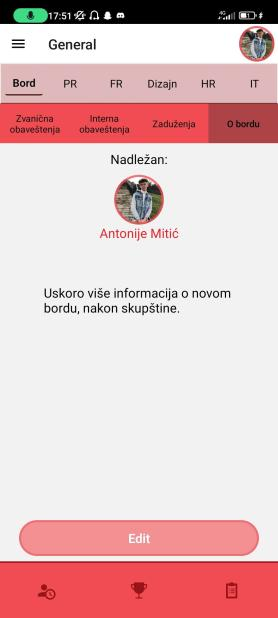 17:51
4G
General
Bord PR FR Dizajn HR IT
Zvanična obaveštenja
Interna obaveštenja
Zaduženja
O bordu
Nadležan:
Antonije Mitić
Uskoro više informacija o novom
bordu, nakon skupštine.
Edit